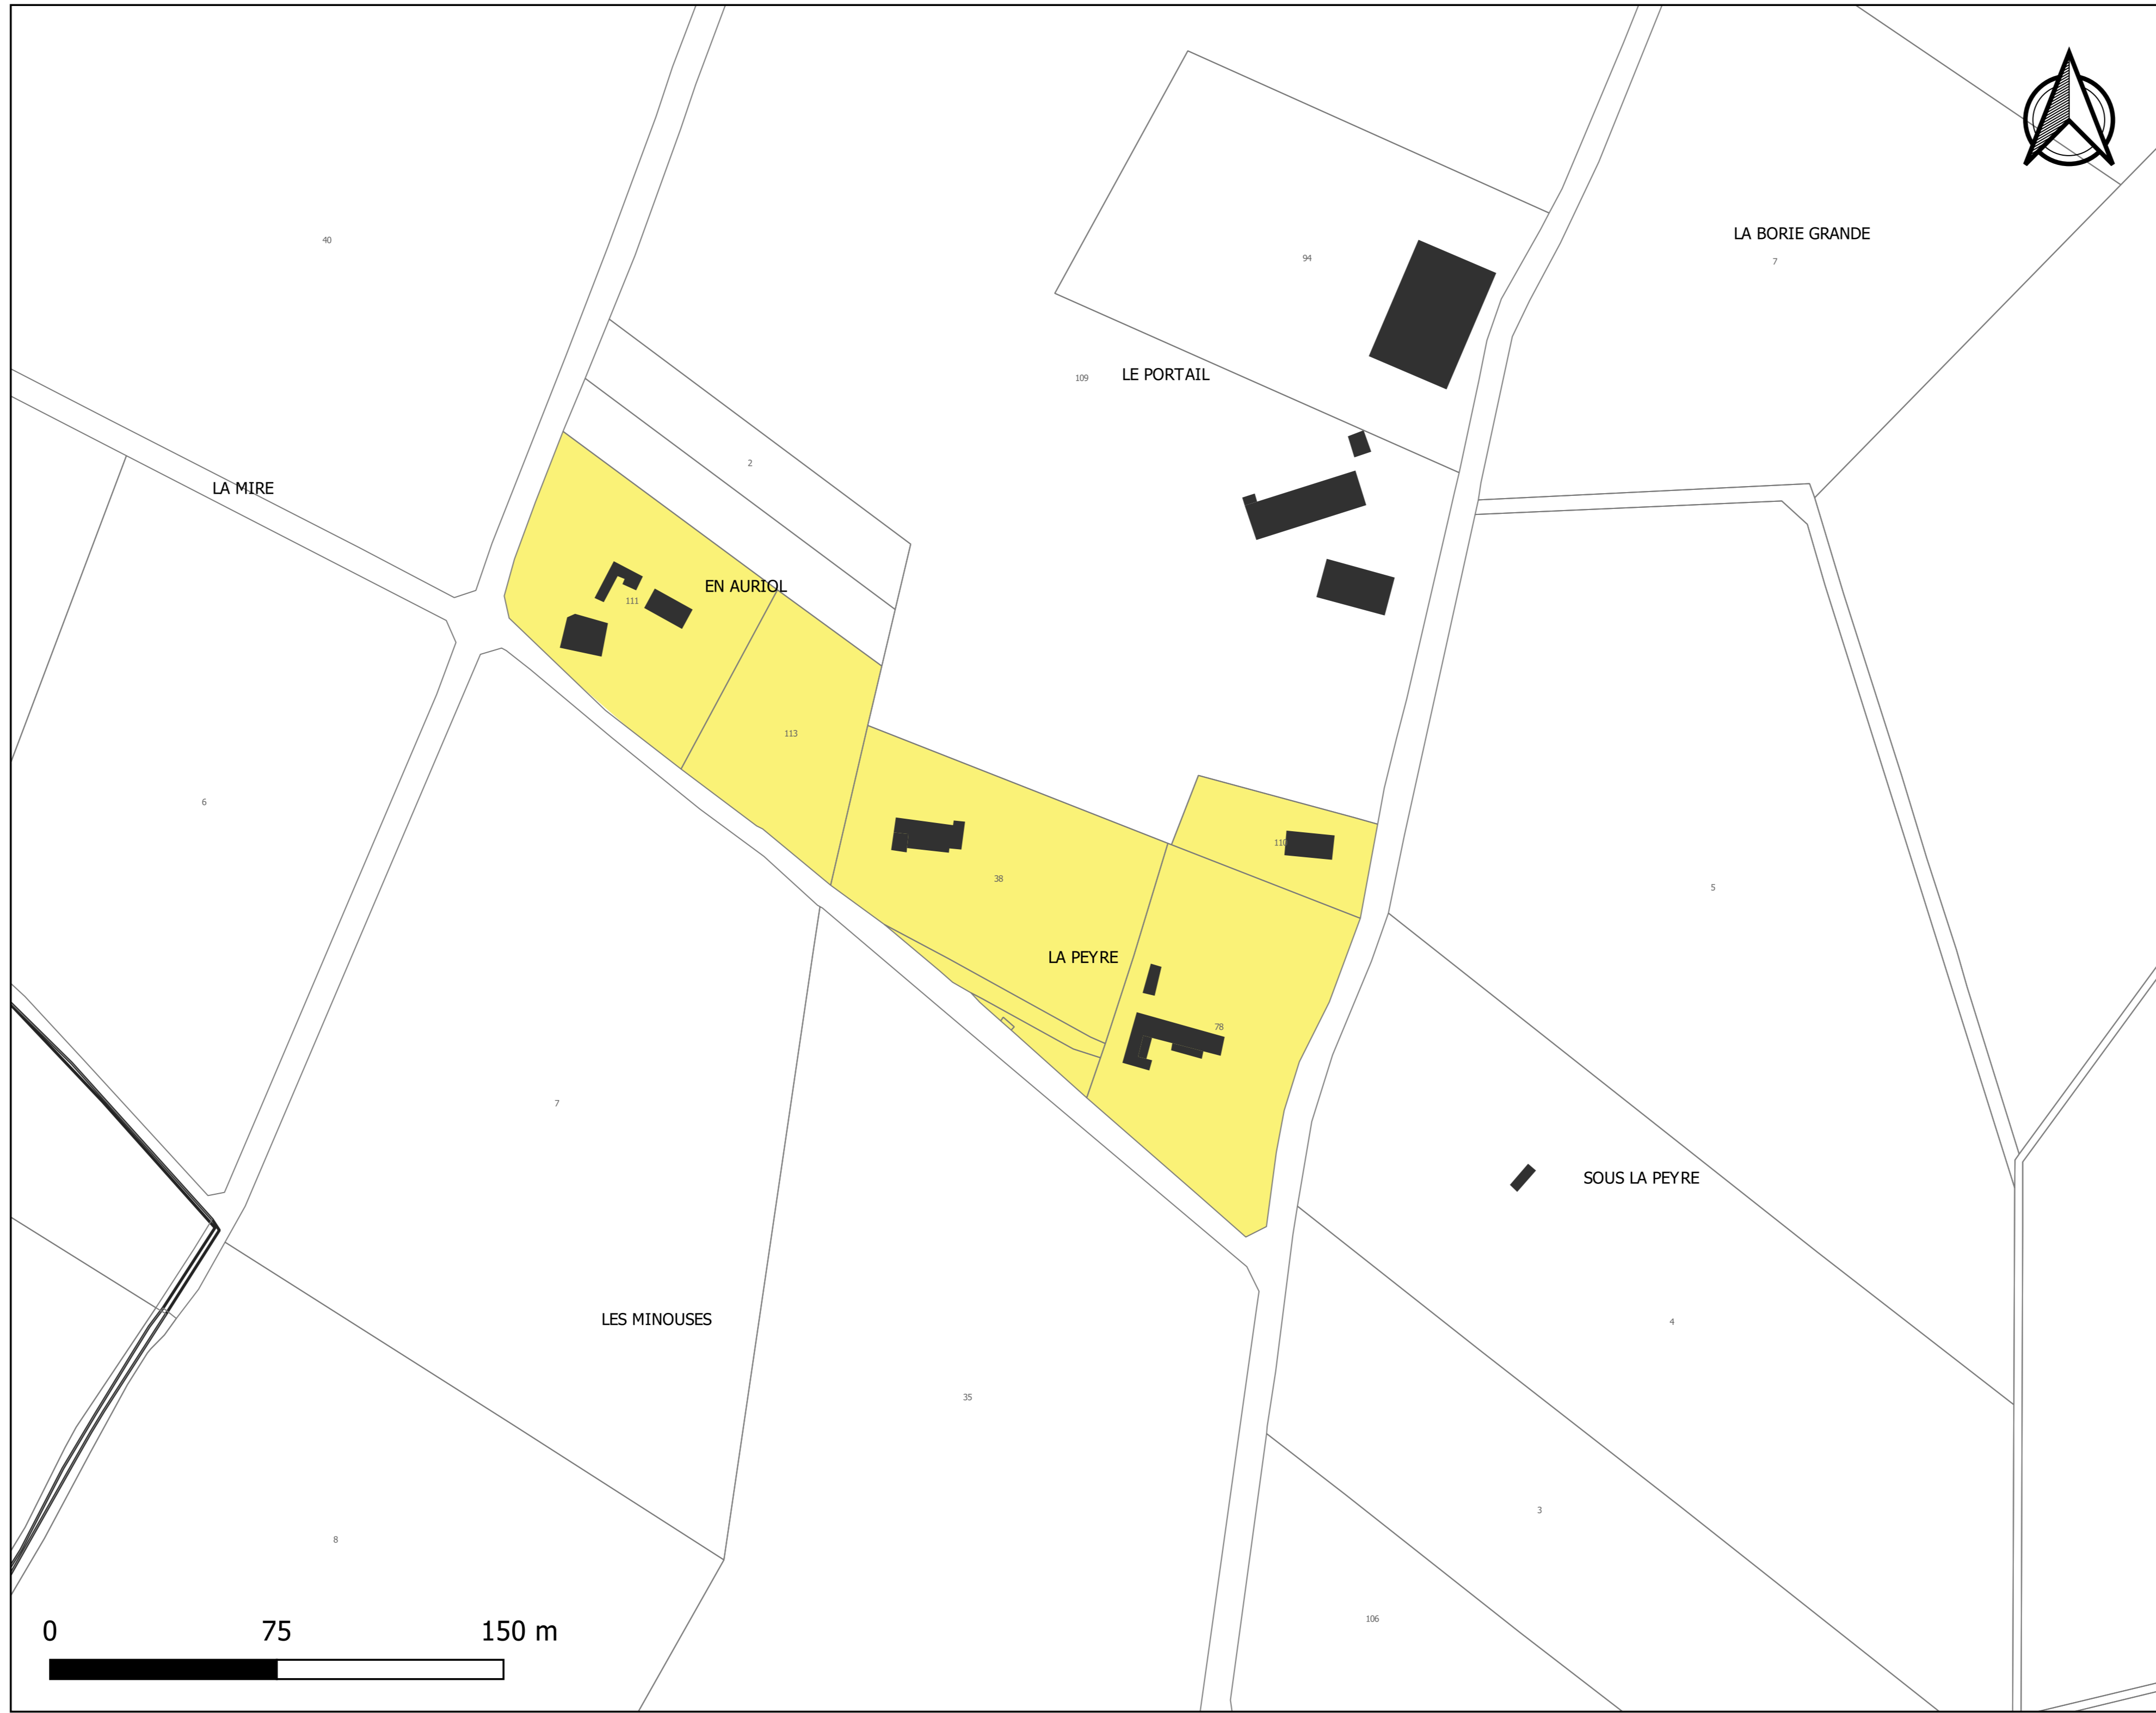 LA BORIE GRANDE
40
94
7
LE PORTAIL
109
2
LA MIRE
EN AURIOL
111
113
6
110
38
5
LA PEYRE
78
7
SOUS LA PEYRE
LES MINOUSES
4
35
3
8
106
0 75 150 m